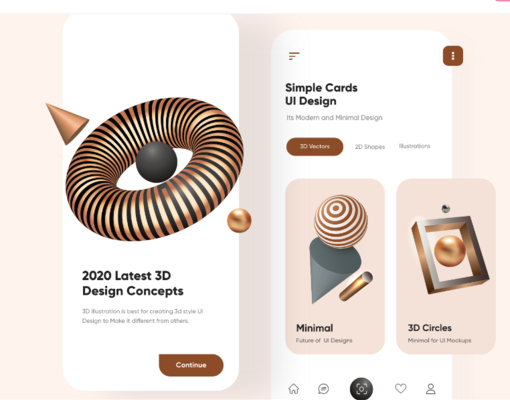 2020 Latest 3D
Design Concepts
3D illustration is best for creating 3d style UI
Design to Make it different from others.
Continue
Simple Cards
UI Design
Its Modern and Minimal Design
3D Vectors
2D Shapes
Illustrations
Minimal
Future of UI Designs
3D Circles
Minimal for UI Mockups